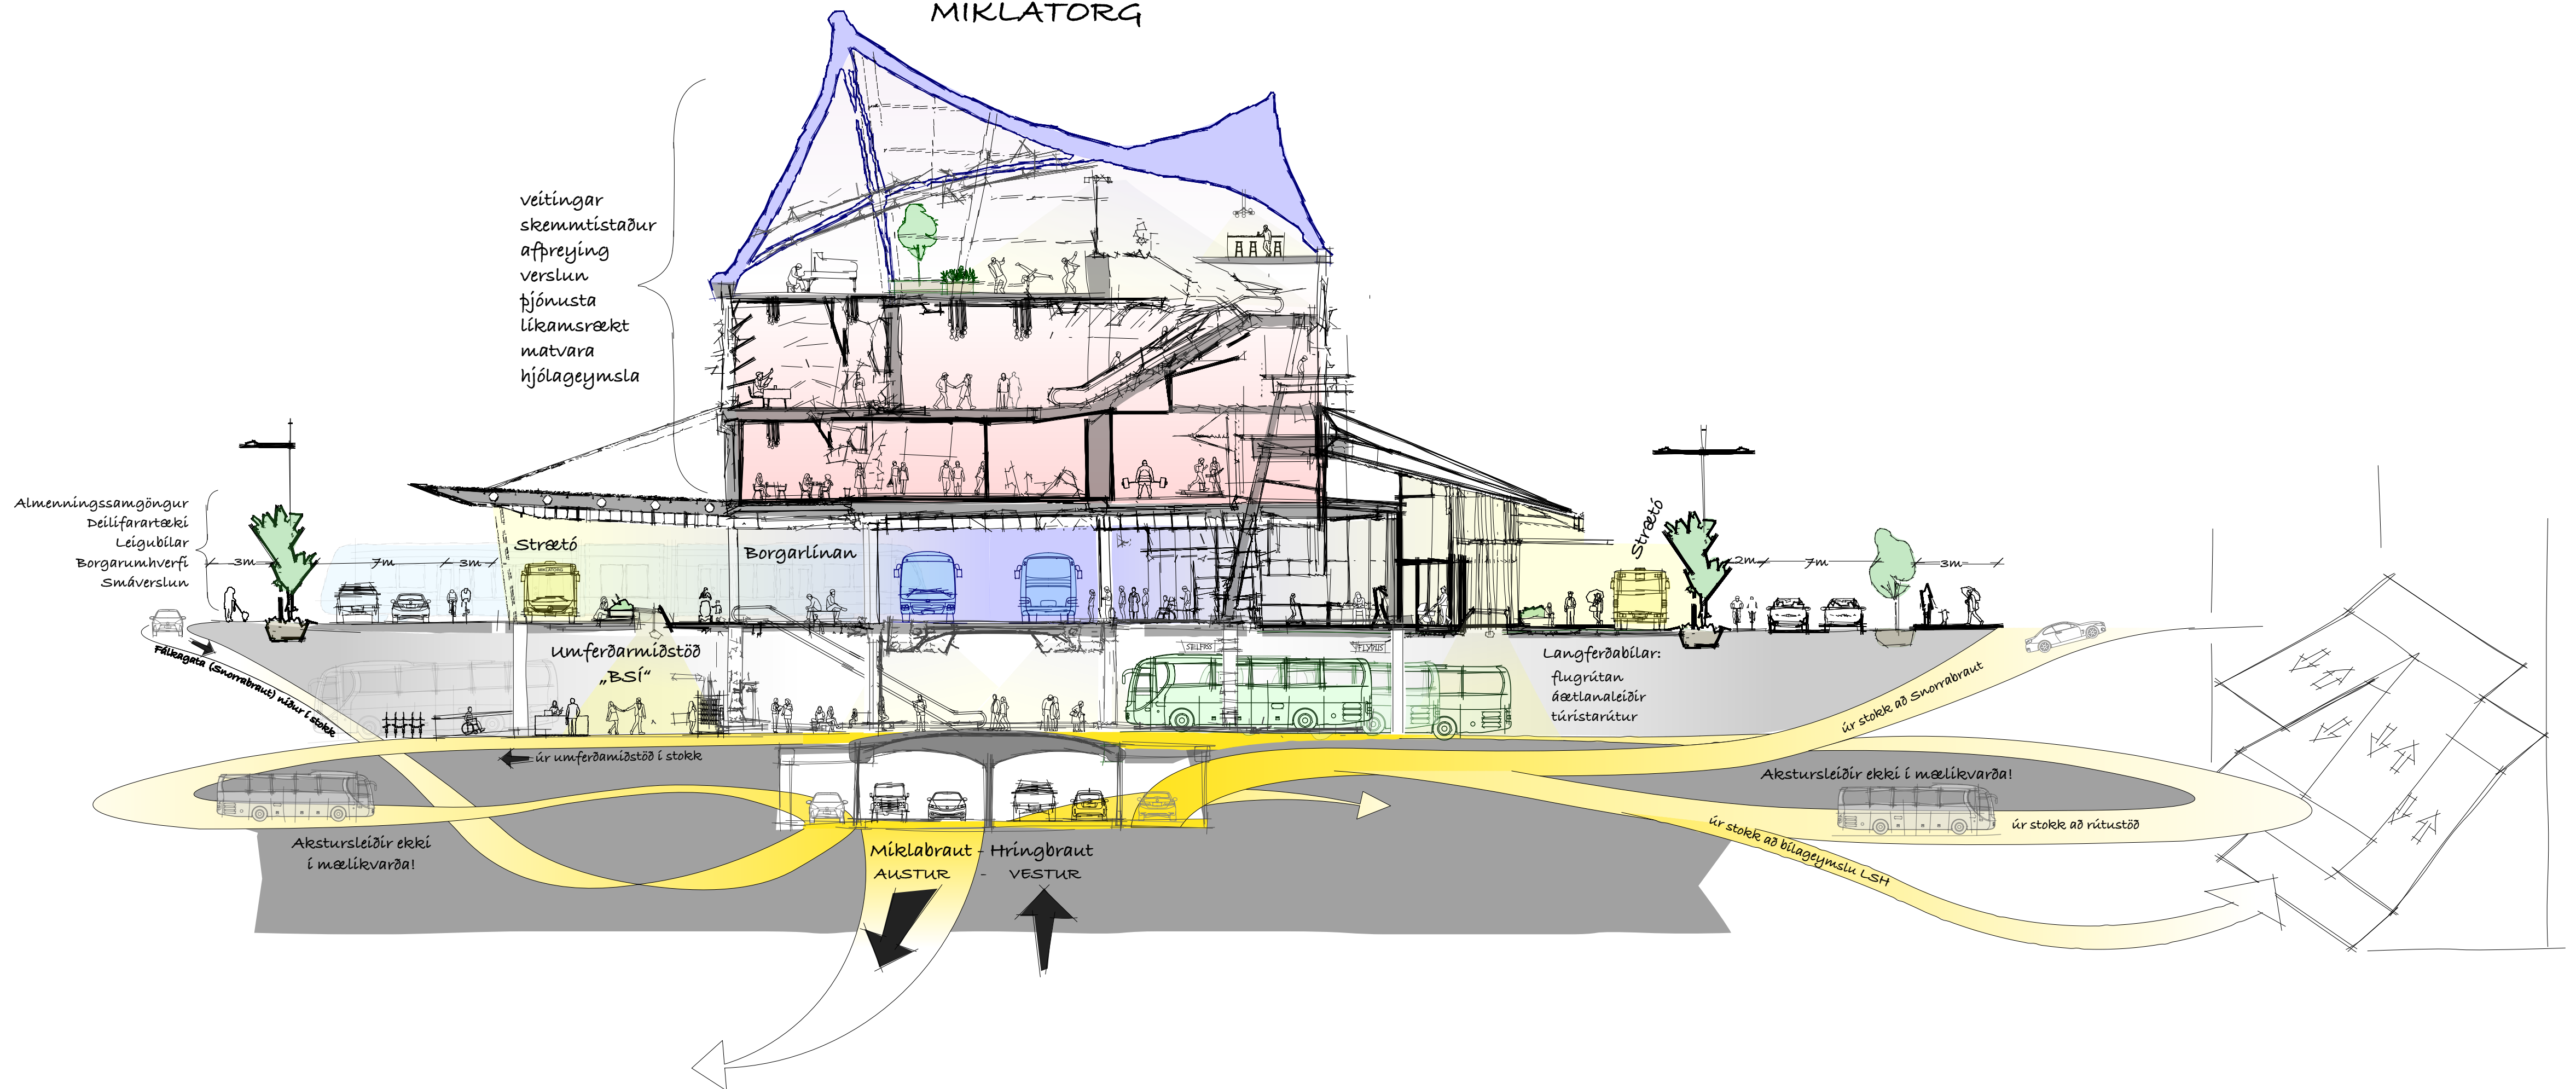 MIKLATORG
veitingar
skemmtistaður
afþreying
verslun
þjónusta
líkamsrækt
matvara
hjólageymsla
Almenningssamgöngur
Deilifarartæki
Leigubílar
Borgarumhverfi
Smáverslun
3m
7m
3m
Strætó
MIKLATORG
Borgarlínan
Strætó
2m
7m
3m
Fálkagata (Snorrabraut) niður í stokk
Umferðarmiðstöð
„BSÍ“
SELFOSS
FLYBUS
Langferðabílar:
flugrútan
áætlanaleiðir
túristarútur
úr stokk að Snorrabraut
úr umferðamiðstöð í stokk
Akstursleiðir ekki í mælikvarða!
úr stokk að rútustöð
úr stokk að bílageymslu LSH
Akstursleiðir ekki
í mælikvarða!
Miklabraut - Hringbraut
AUSTUR - VESTUR